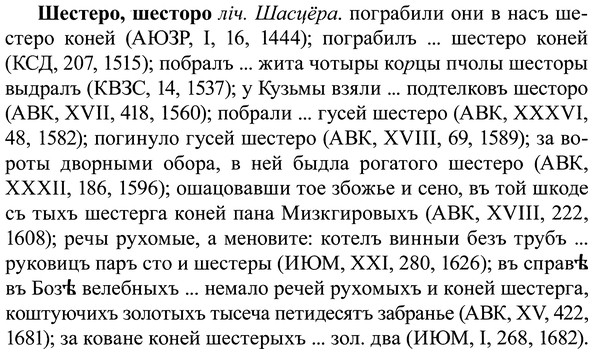 Шестеро, шесторо ліч. Шасцёра. пограбили они в насъ ше-
стеро коней (АЮЗР, I, 16, 1444); пограбилъ ... шестеро коней
(КСД, 207, 1515); побралъ ... жита чотыры корцы пчолы шесторы
выдралъ (КВЗС, 14, 1537); у Кузьмы взяли ... подтелковъ шесторо
(АВК, XVII, 418, 1560); побрали ... гусей шестеро (АВК, XXXVI,
48, 1582); погинуло гусей шестеро (АВК, XVIII, 69, 1589); за во-
роты дворными обора, в ней быдла рогатого шестеро (АВК,
XXXII, 186, 1596); ошацовавши тое збожье и сено, въ той шкоде
съ тыхъ шестерга коней пана Мизкгировыхъ (АВК, XVIII, 222,
1608); речы рухомые, а меновите: котелъ винныи безъ трубъ ...
руковицъ паръ сто и шестеры (ИЮМ, XXI, 280, 1626); въ справѣ
въ Бозѣ велебныхъ ... немало речей рухомыхъ и коней шестерга,
коштуючихъ золотыхъ тысеча петидесятъ забранье (АВК, XV, 422,
1681); за коване коней шестерыхъ ... зол. два (ИЮМ, I, 268, 1682).